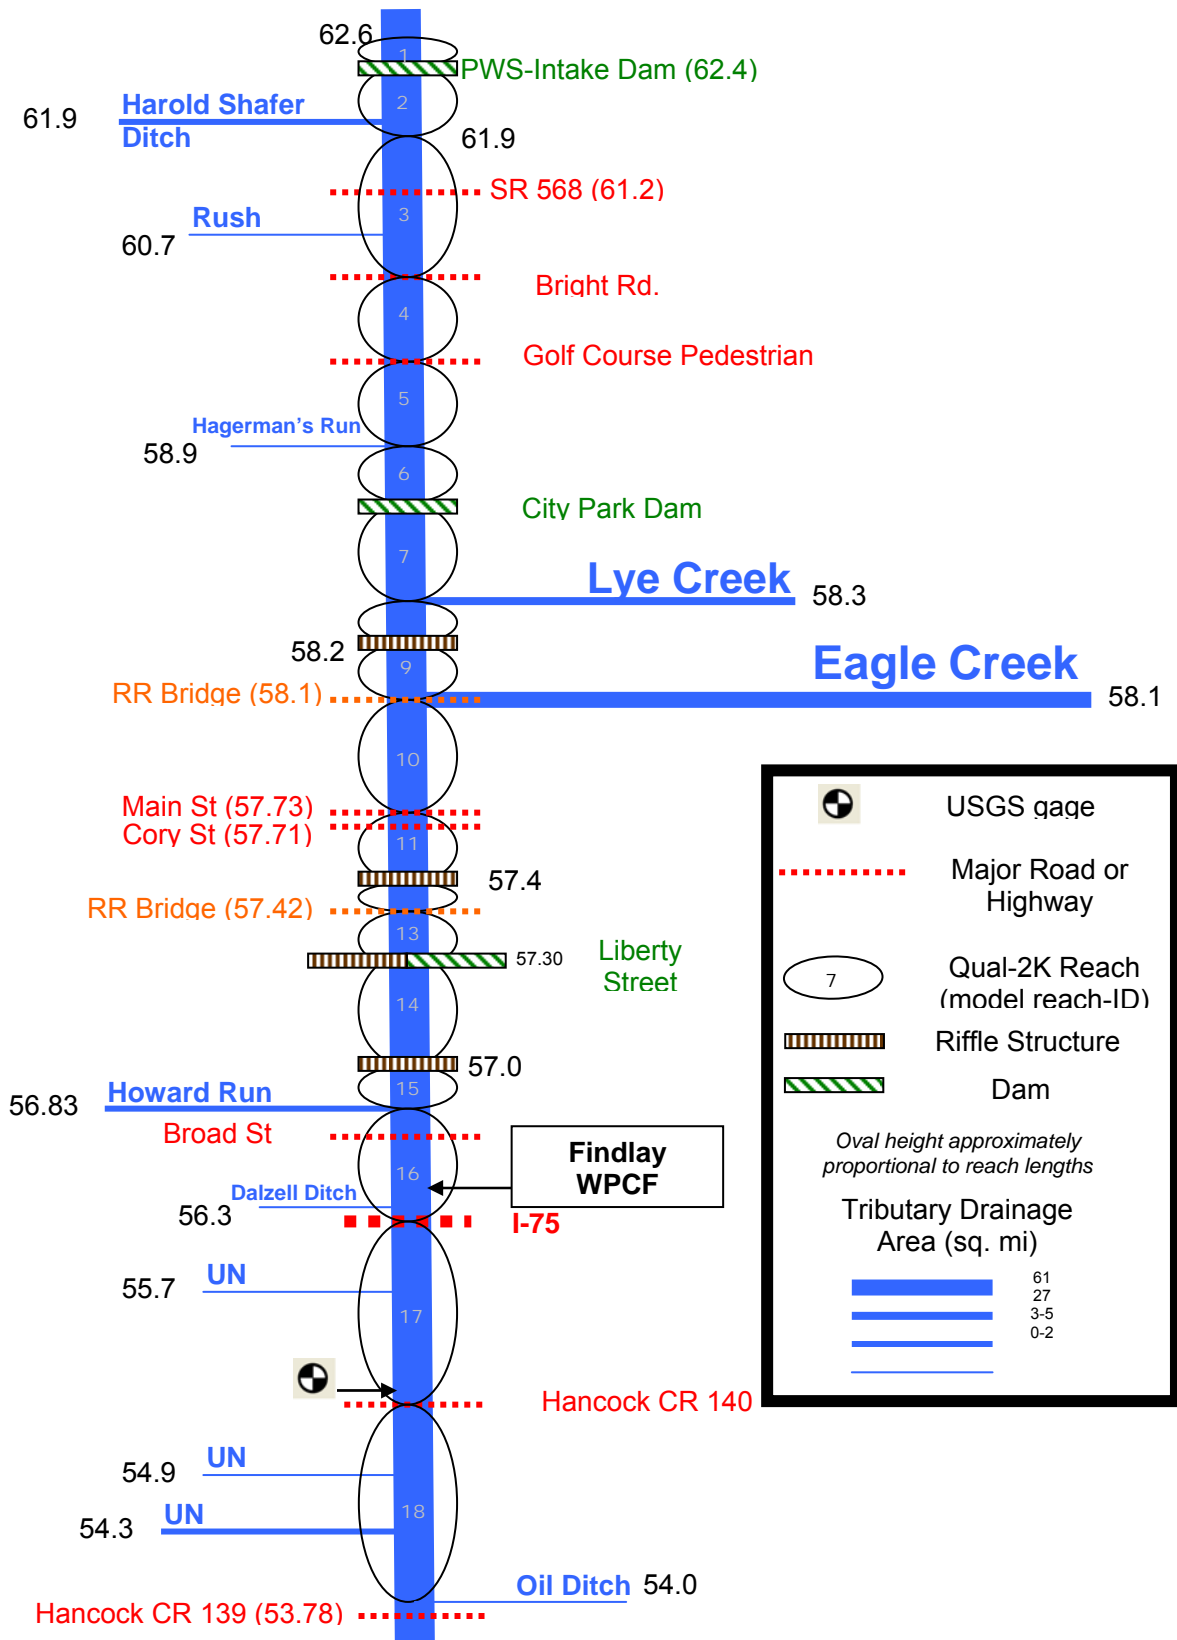 62.6
1
PWS-Intake Dam (62.4)
2
Harold Shafer
Ditch
61.9
61.9
SR 568 (61.2)
3
Rush
60.7
Bright Rd.
4
Golf Course Pedestrian
5
Hagerman's Run
58.9
6
City Park Dam
7
Lye Creek
58.3
58.2
9
Eagle Creek
RR Bridge (58.1)
58.1
10
Main St (57.73)
Cory St (57.71)
11
57.4
RR Bridge (57.42)
13
57.30
Liberty
Street
14
57.0
15
Howard Run
56.83
Broad St
Findlay
WPCF
16
Dalzell Ditch
56.3
I-75
UN
55.7
17
Hancock CR 140
UN
54.9
18
UN
54.3
Oil Ditch 54.0
Hancock CR 139 (53.78)
USGS gage
Major Road or
Highway
7
Qual-2K Reach
(model reach-ID)
Riffle Structure
Dam
Oval height approximately
proportional to reach lengths
Tributary Drainage
Area (sq. mi)
61
27
3-5
0-2